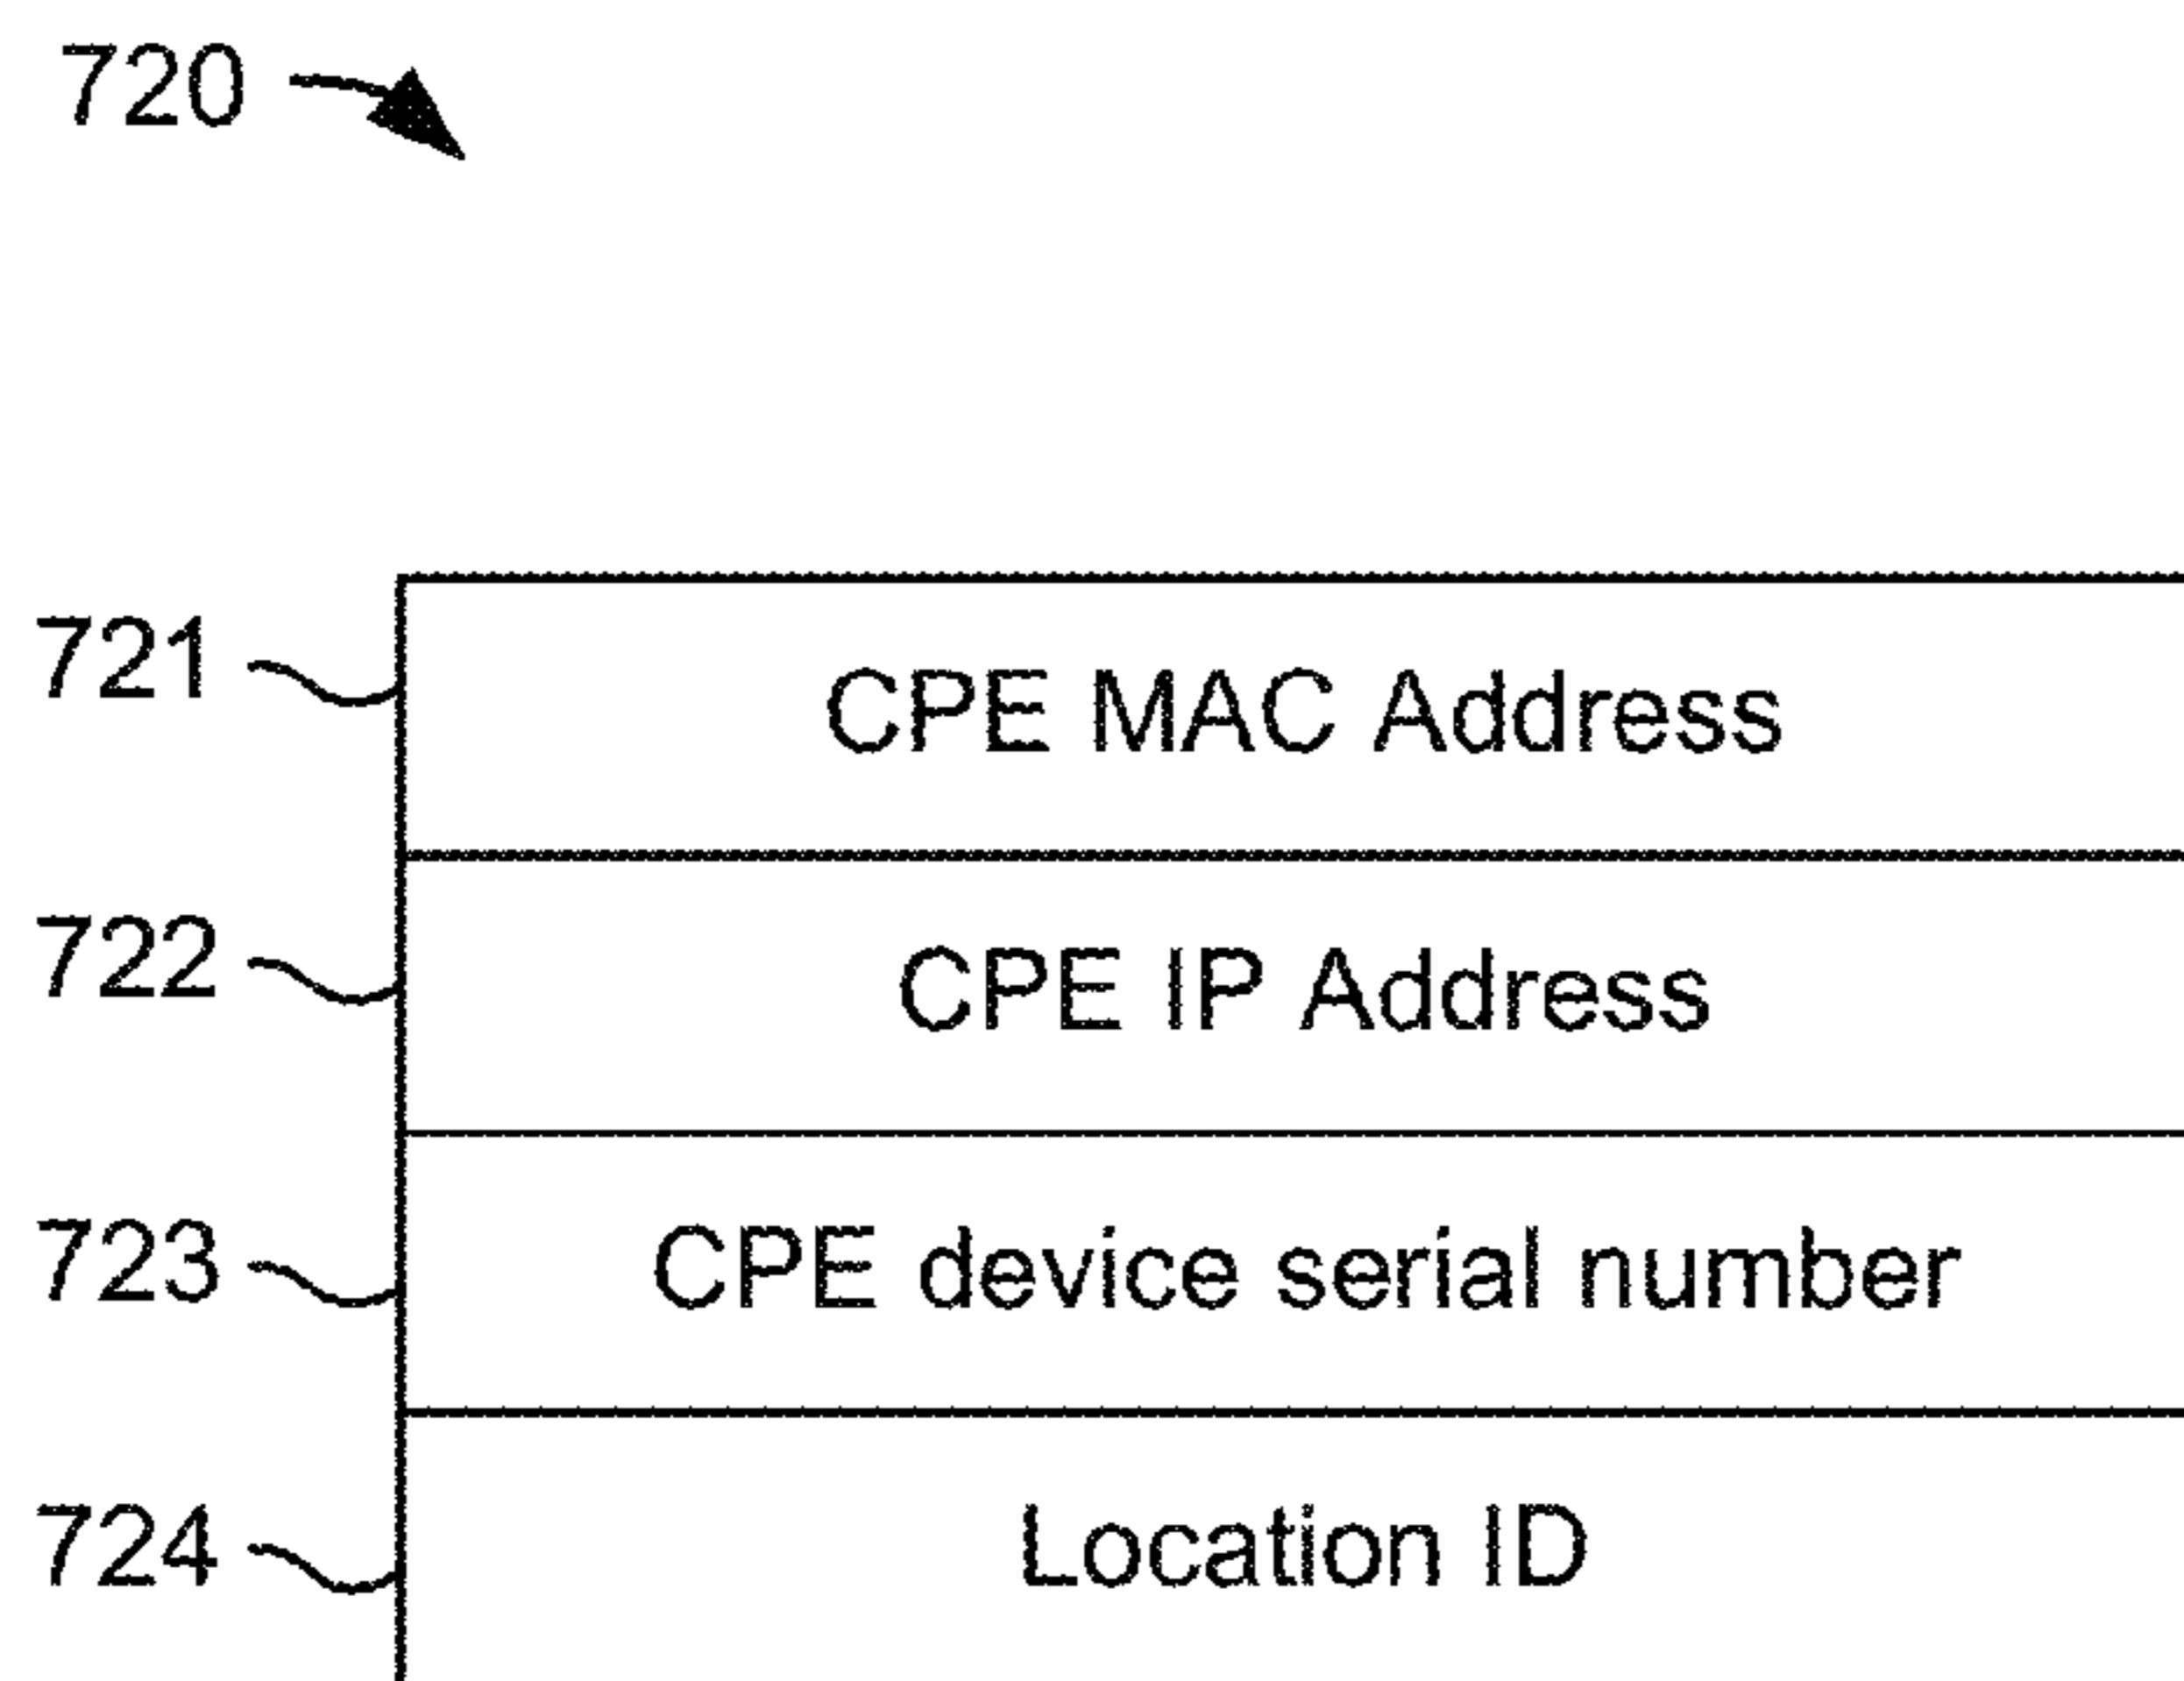 720
721 CPE MAC Address
722 CPE IP Address
723 CPE device serial number
724 Location ID